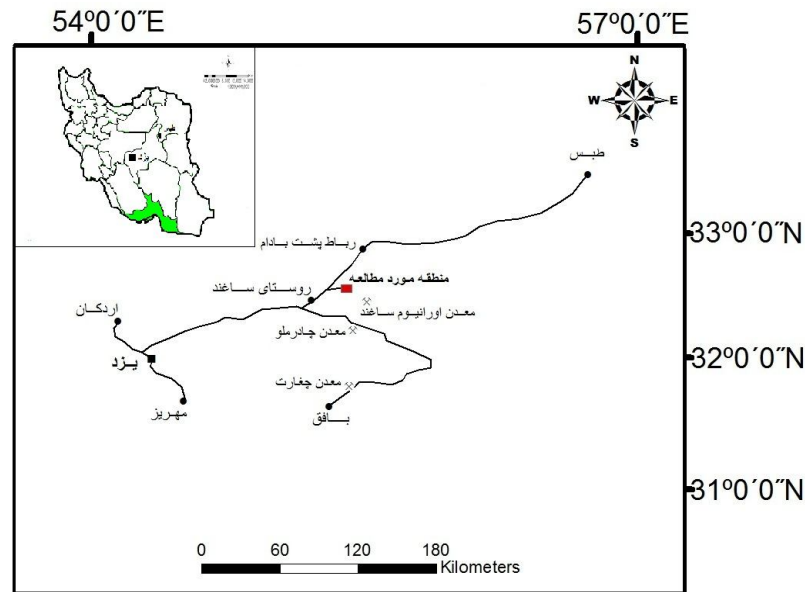 54º0´0˝E
57º0´0˝E
N
W
E
S
یزد
طبس
33º0´0˝N
رباط پشت بادام
منطقه مورد مطالعه
روستای ساغند
معدن اورانیوم ساغند
اردکان
معدن چادرملو
32º0´0˝N
یزد
معدن چغارت
مهریز
بافق
31º0´0˝N
0 60 120 180
Kilometers